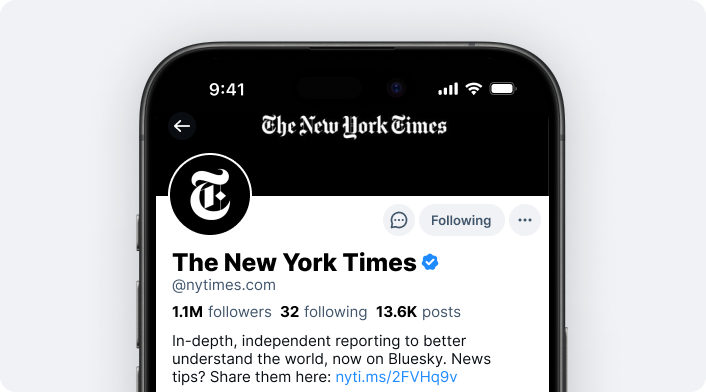 9:41
The New York Times
T
Following
The New York Times
@nytimes.com
1.1M followers 32 following 13.6K posts
In-depth, independent reporting to better
understand the world, now on Bluesky. News
tips? Share them here: nyti.ms/2FVHq9v